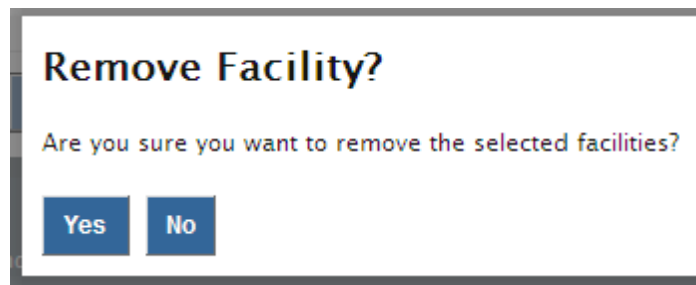 Remove Facility?
Are you sure you want to remove the selected facilities?
Yes No